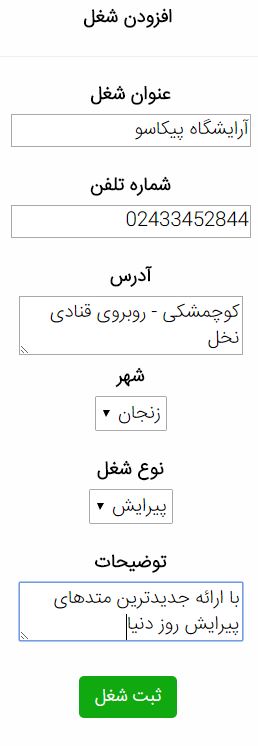 افزودن شغل
عنوان شغل
آرایشگاه پیکاسو
شماره تلفن
02433452844
آدرس
کوچمشکی - روبروی قنادی
نخل
شهر
زنجان
نوع شغل
پیرایش
توضیحات
با ارائه جدیدترین متدهای
پیرایش روز دنیا
ثبت شغل